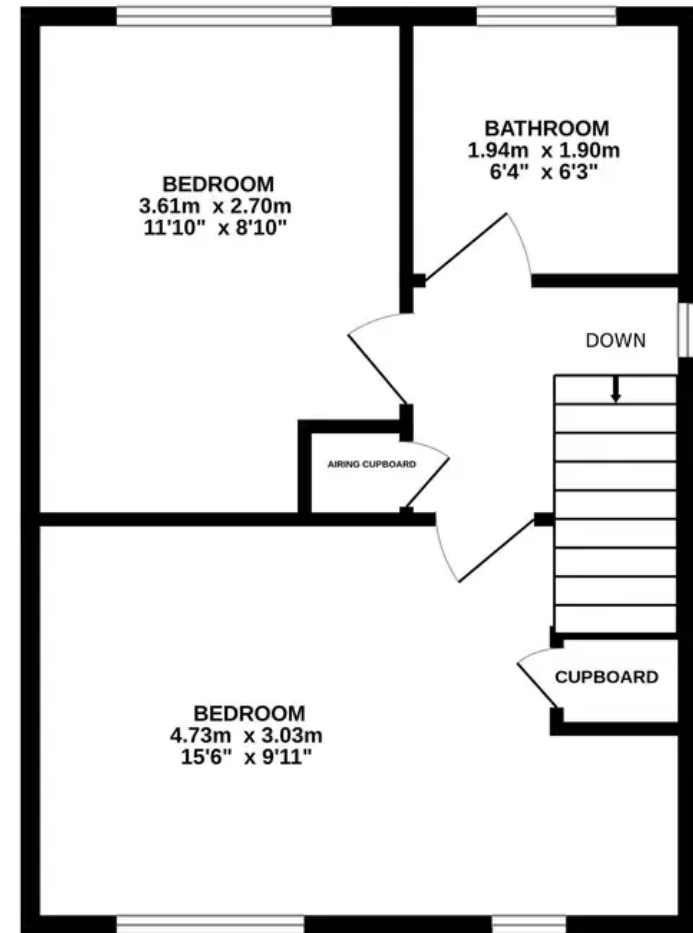 BATHROOM
1.94m x 1.90m
6'4" x 6'3"
BEDROOM
3.61m x 2.70m
11'10" x 8'10"
DOWN
AIRING CUPBOARD
CUPBOARD
BEDROOM
4.73m x 3.03m
15'6" x 9'11"